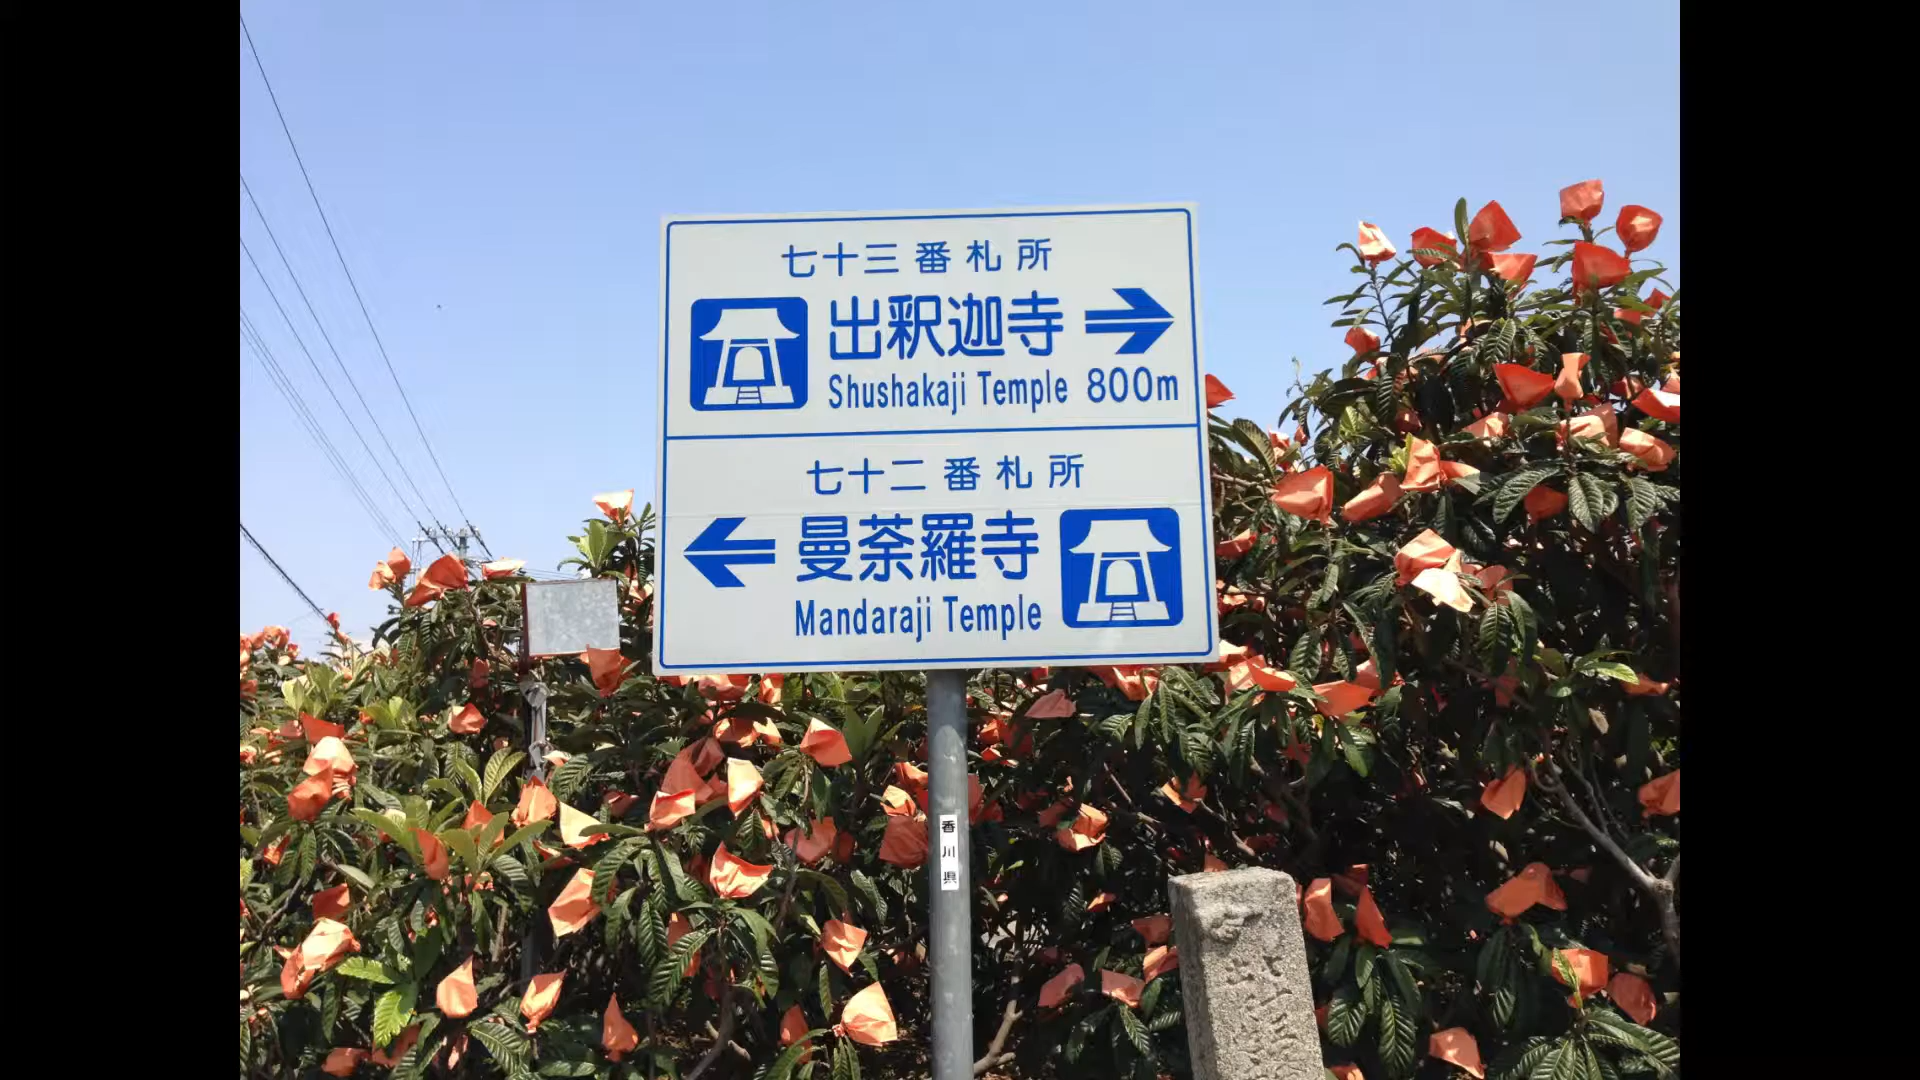 七十三番札所
出釈迦寺
Shushakaji Temple 800m
七十二番札所
曼荼羅寺
Mandaraji Temple
香川県